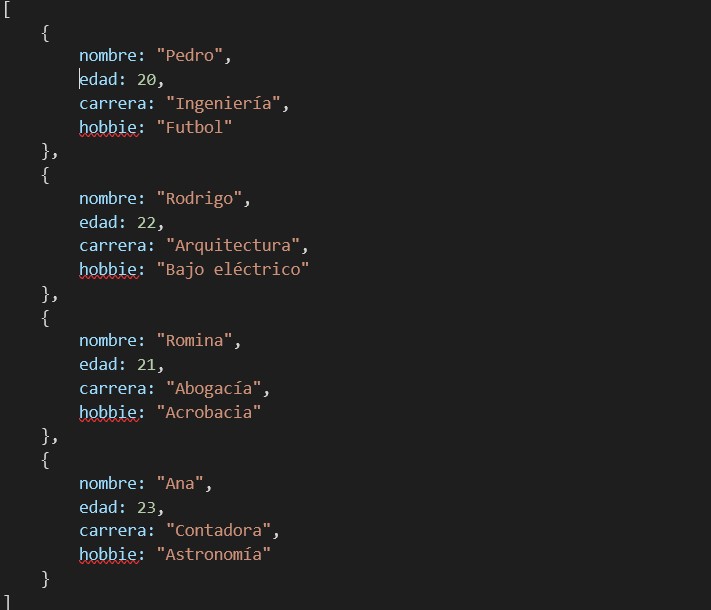 [
    {
        nombre: "Pedro",
        edad: 20,
        carrera: "Ingeniería",
        hobbie: "Futbol"
    },
    {
        nombre: "Rodrigo",
        edad: 22,
        carrera: "Arquitectura",
        hobbie: "Bajo eléctrico"
    },
    {
        nombre: "Romina",
        edad: 21,
        carrera: "Abogacía",
        hobbie: "Acrobacia"
    },
    {
        nombre: "Ana",
        edad: 23,
        carrera: "Contadora",
        hobbie: "Astronomía"
    }
]